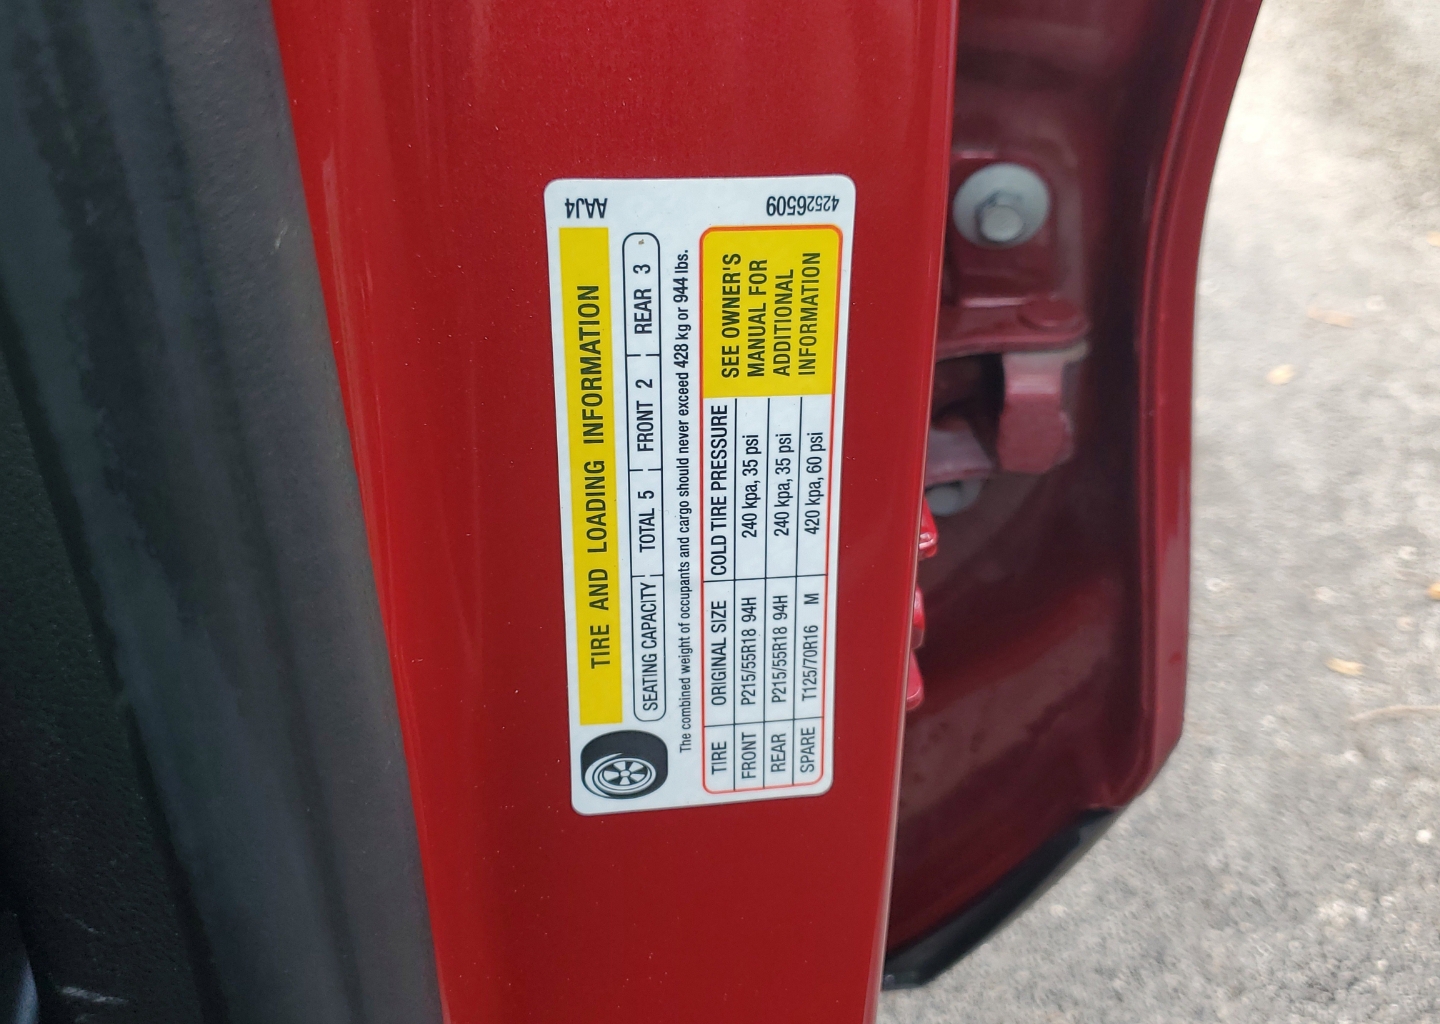 TIRE AND LOADING INFORMATION
SEATING CAPACITY TOTAL 5 FRONT 2 REAR 3
The combined weight of occupants and cargo should never exceed 428 kg or 944 lbs.
TIRE ORIGINAL SIZE COLD TIRE PRESSURE
FRONT P215/55R18 94H 240 kpa, 35 psi
REAR P215/55R18 94H 240 kpa, 35 psi
SPARE T125/70R16 M 420 kpa, 60 psi
SEE OWNER'S
MANUAL FOR
ADDITIONAL
INFORMATION
AAJ4
42526509